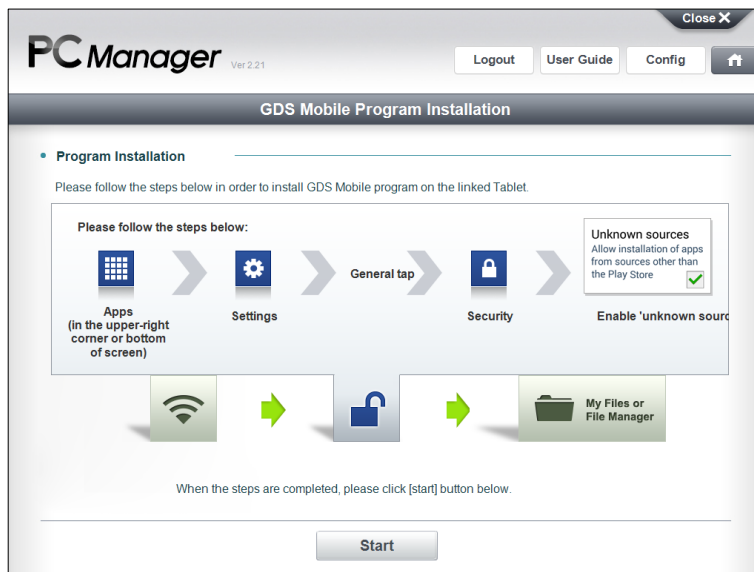 Close X
PC Manager Ver 2.21
Logout User Guide Config
GDS Mobile Program Installation
Program Installation
Please follow the steps below in order to install GDS Mobile program on the linked Tablet.
Please follow the steps below:
Apps
(in the upper-right
corner or bottom
of screen)
Settings
General tap
Security
Unknown sources
Allow installation of apps
from sources other than
the Play Store
Enable 'unknown sourc
My Files or
File Manager
When the steps are completed, please click [start] button below.
Start